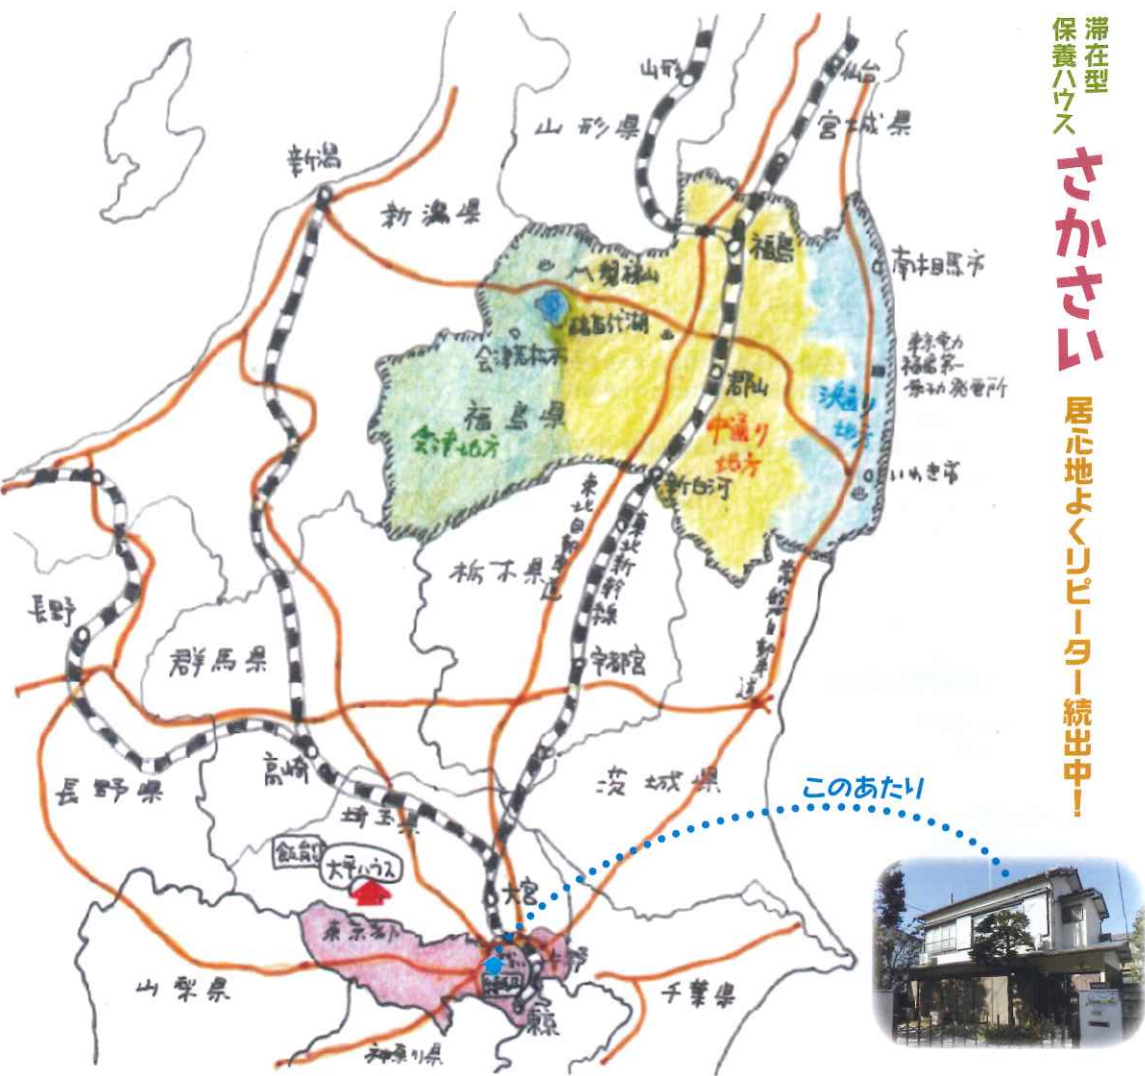 滞在型
保養ハウス
さかさい
居心地よくリピーター続出中!
山形
仙台
山形県
宮城県
新潟
新潟県
福島
南相馬市
磐梯山
猪苗代湖
会津若松市
東京電力
福島第一
原子力発電所
郡山
福島県
会津地方
中通り
地方
浜通り
地方
いわき市
新白河
東北自動車道
東北新幹線
栃木県
常磐自動車道
長野
群馬県
宇都宮
高崎
長野県
茨城県
埼玉県
このあたり
飯能
大平ハウス
大宮
東京都
山梨県
千葉県
東京
神奈川県